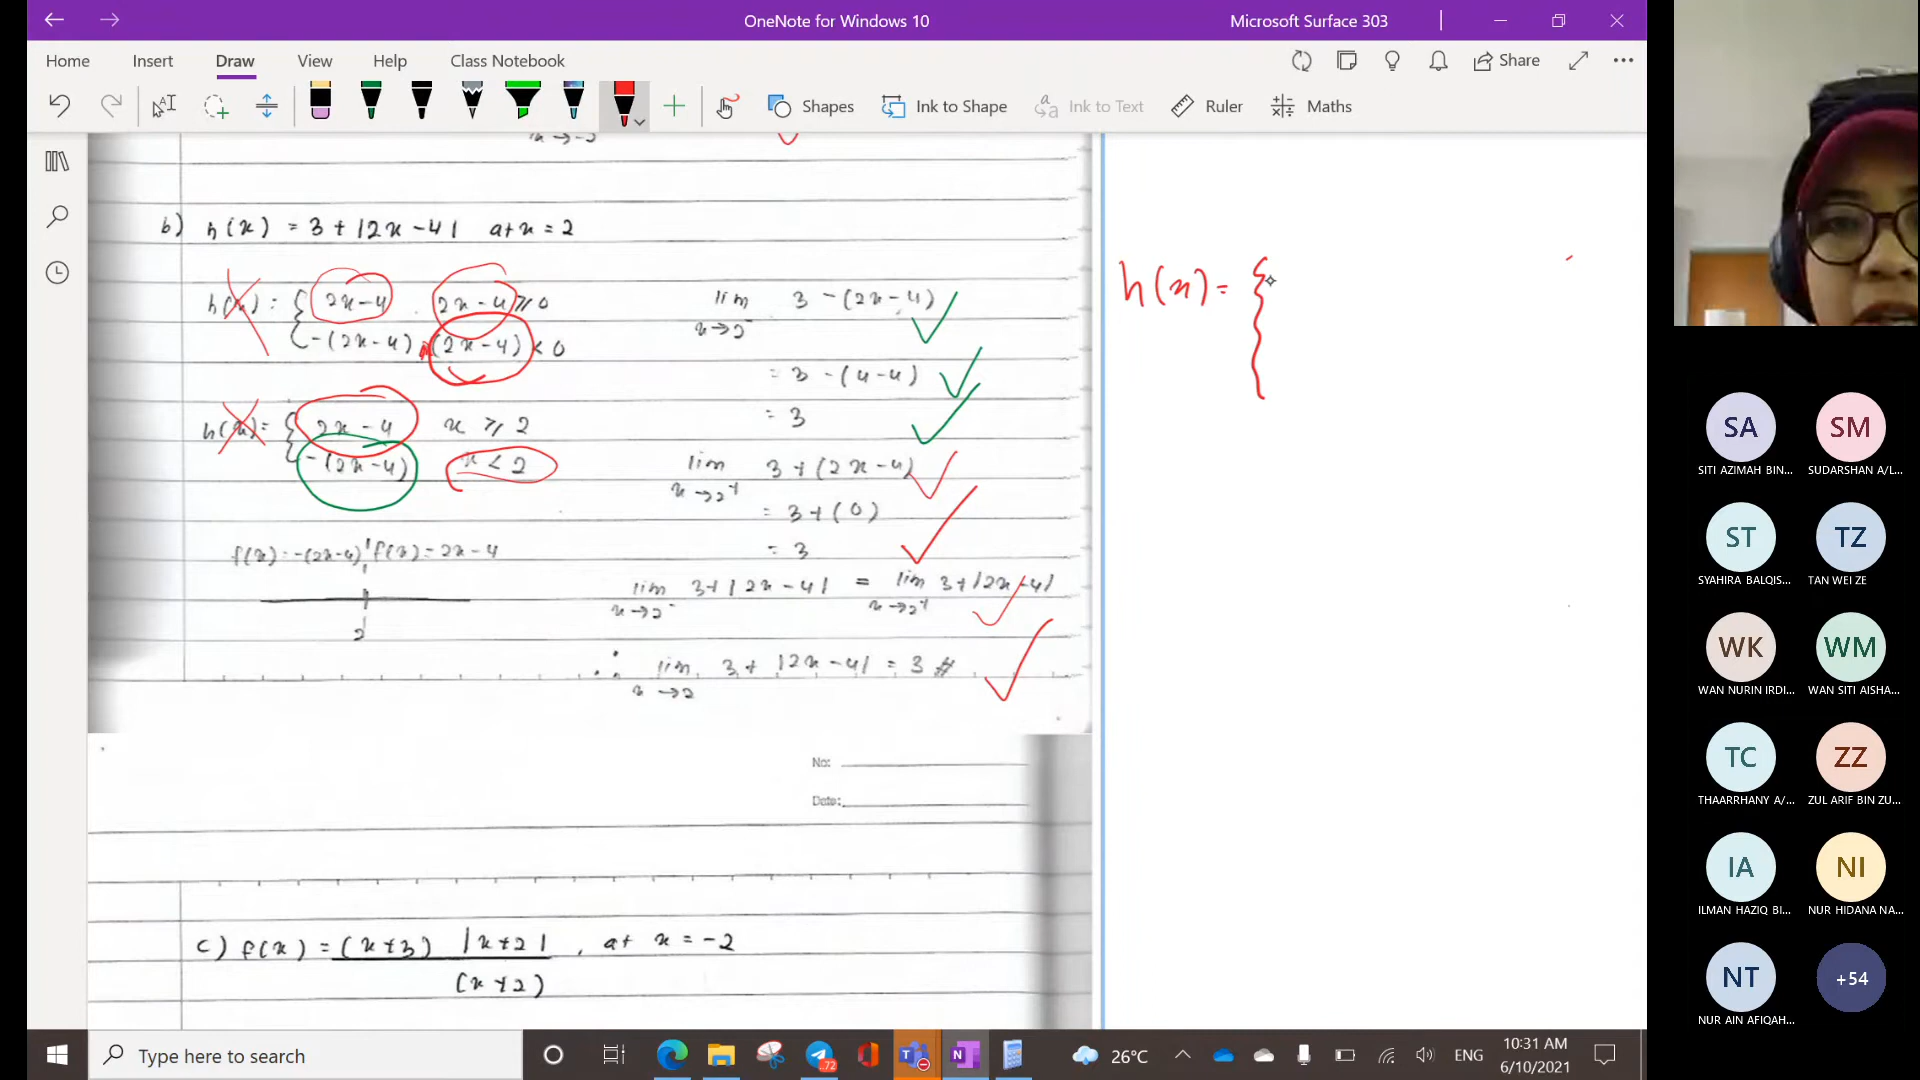 OneNote for Windows 10
Microsoft Surface 303
Home Insert Draw View Help Class Notebook
Share
Shapes
Ink to Shape
Ink to Text
Ruler
Maths
x → -3
b) h(x) = 3 + |2x - 4| at x = 2
h(x) = { 2x - 4 , 2x - 4 ≥ 0
-(2x - 4) , (2x - 4) < 0
h(x) = { 2x - 4 x ≥ 2
-(2x - 4) x < 2
f(x) = -(2x-4) f(x) = 2x - 4
2
lim 3 - (2x - 4)
x → 2⁻
= 3 - (4 - 4)
= 3
lim 3 + (2x - 4)
x → 2⁺
= 3 + (0)
= 3
lim 3 + |2x - 4| = lim 3 + |2x - 4|
x → 2⁻ x → 2⁺
∴ lim 3 + |2x - 4| = 3 #
x → 2
No:
Date:
c) f(x) = (x + 3) |x + 2| , at x = -2
(x + 2)
h(x) = {
SA
SITI AZIMAH BIN...
SM
SUDARSHAN A/L...
ST
SYAHIRA BALQIS...
TZ
TAN WEI ZE
WK
WAN NURIN IRDI...
WM
WAN SITI AISHA...
TC
THAARRHANY A/...
ZZ
ZUL ARIF BIN ZU...
IA
ILMAN HAZIQ BI...
NI
NUR HIDANA NA...
NT
NUR AIN AFIQAH...
+54
Type here to search
72
26°C
ENG
10:31 AM
6/10/2021